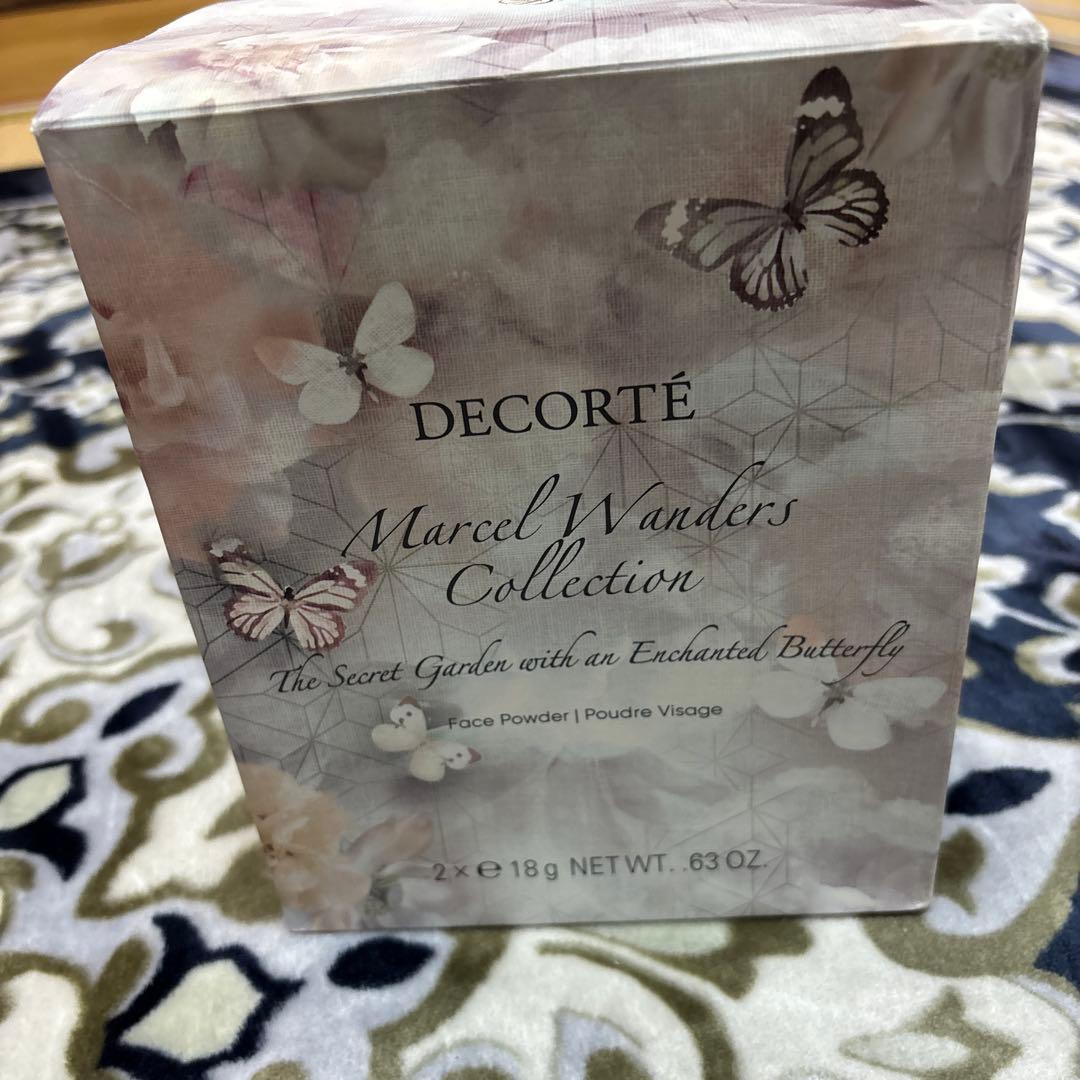 DECORTÉ
Marcel Wanders
Collection
The Secret Garden with an Enchanted Butterfly
Face Powder | Poudre Visage
2 × ℮ 18g NET WT. .63 OZ.